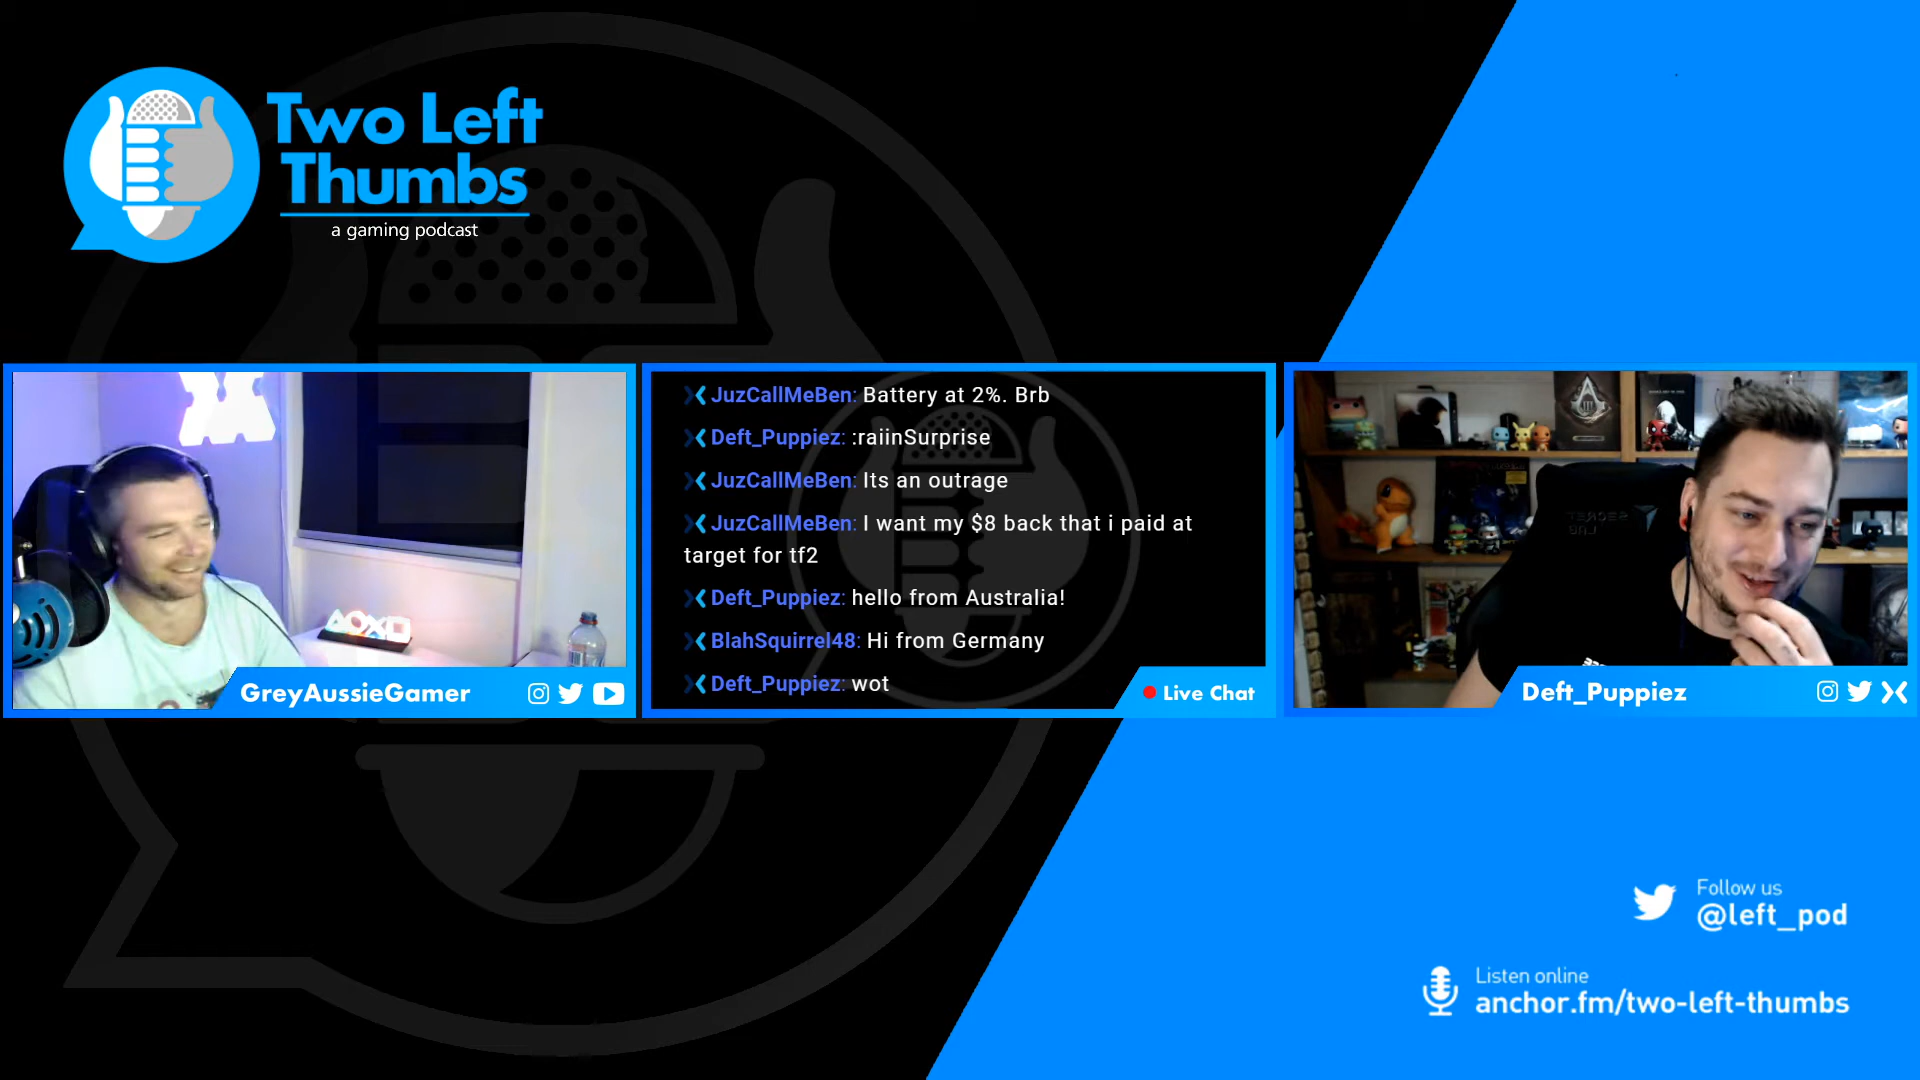 Two Left
Thumbs
a gaming podcast
JuzCallMeBen: Battery at 2%. Brb
Deft_Puppiez: :raiinSurprise
JuzCallMeBen: Its an outrage
JuzCallMeBen: I want my $8 back that i paid at
target for tf2
Deft_Puppiez: hello from Australia!
BlahSquirrel48: Hi from Germany
Deft_Puppiez: wot
Live Chat
GreyAussieGamer
Deft_Puppiez
Follow us
@left_pod
Listen online
anchor.fm/two-left-thumbs